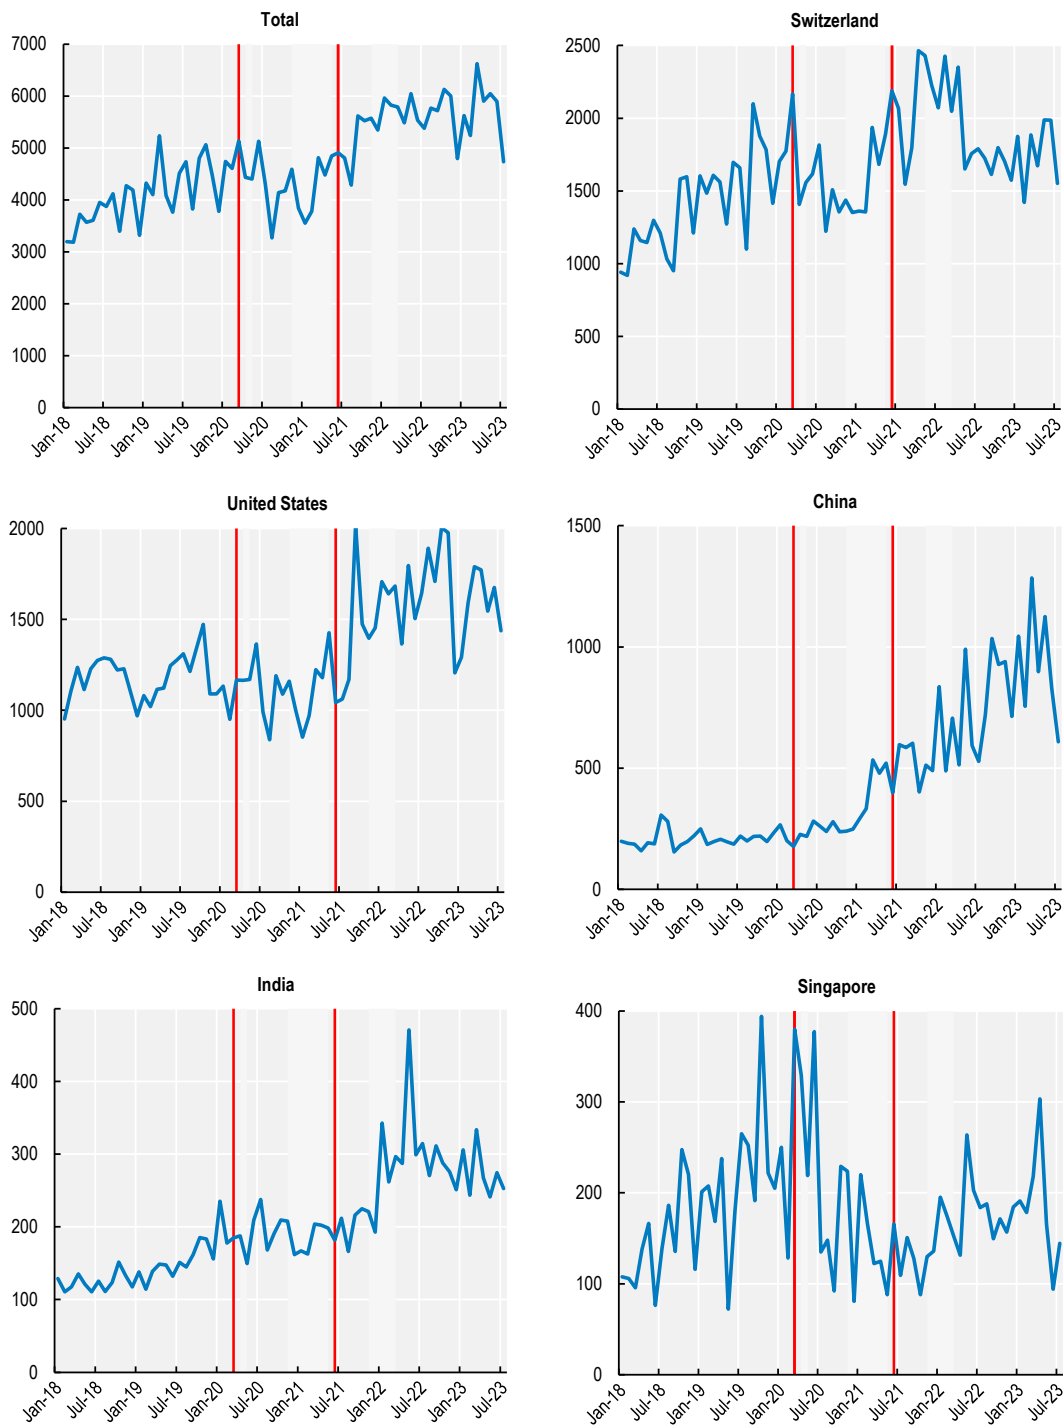 Total
7000
6000
5000
4000
3000
2000
1000
0
Jan-18 Jul-18 Jan-19 Jul-19 Jan-20 Jul-20 Jan-21 Jul-21 Jan-22 Jul-22 Jan-23 Jul-23
Switzerland
2500
2000
1500
1000
500
0
Jan-18 Jul-18 Jan-19 Jul-19 Jan-20 Jul-20 Jan-21 Jul-21 Jan-22 Jul-22 Jan-23 Jul-23
United States
2000
1500
1000
500
0
Jan-18 Jul-18 Jan-19 Jul-19 Jan-20 Jul-20 Jan-21 Jul-21 Jan-22 Jul-22 Jan-23 Jul-23
China
1500
1000
500
0
Jan-18 Jul-18 Jan-19 Jul-19 Jan-20 Jul-20 Jan-21 Jul-21 Jan-22 Jul-22 Jan-23 Jul-23
India
500
400
300
200
100
0
Jan-18 Jul-18 Jan-19 Jul-19 Jan-20 Jul-20 Jan-21 Jul-21 Jan-22 Jul-22 Jan-23 Jul-23
Singapore
400
300
200
100
0
Jan-18 Jul-18 Jan-19 Jul-19 Jan-20 Jul-20 Jan-21 Jul-21 Jan-22 Jul-22 Jan-23 Jul-23